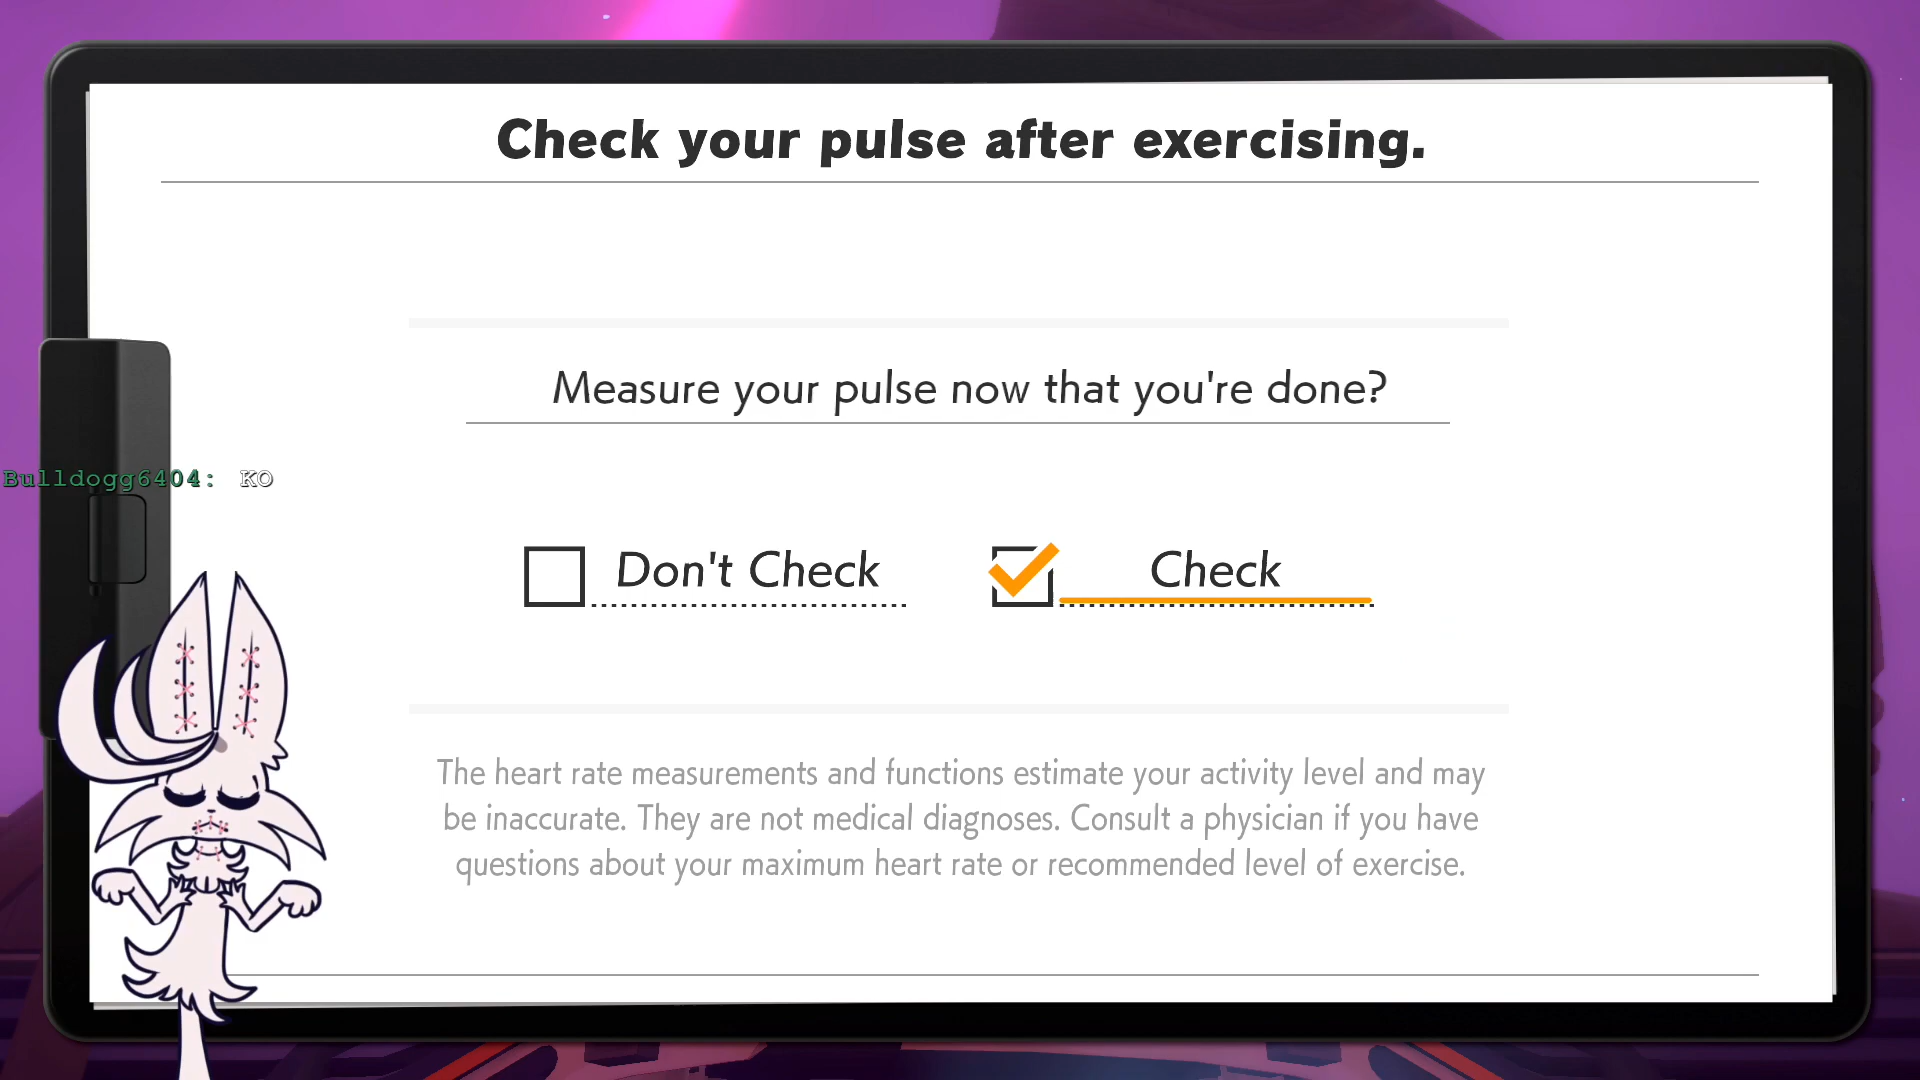 Check your pulse after exercising.
Measure your pulse now that you're done?
Bulldogg6404: KO
Don't Check
Check
The heart rate measurements and functions estimate your activity level and may
be inaccurate. They are not medical diagnoses. Consult a physician if you have
questions about your maximum heart rate or recommended level of exercise.